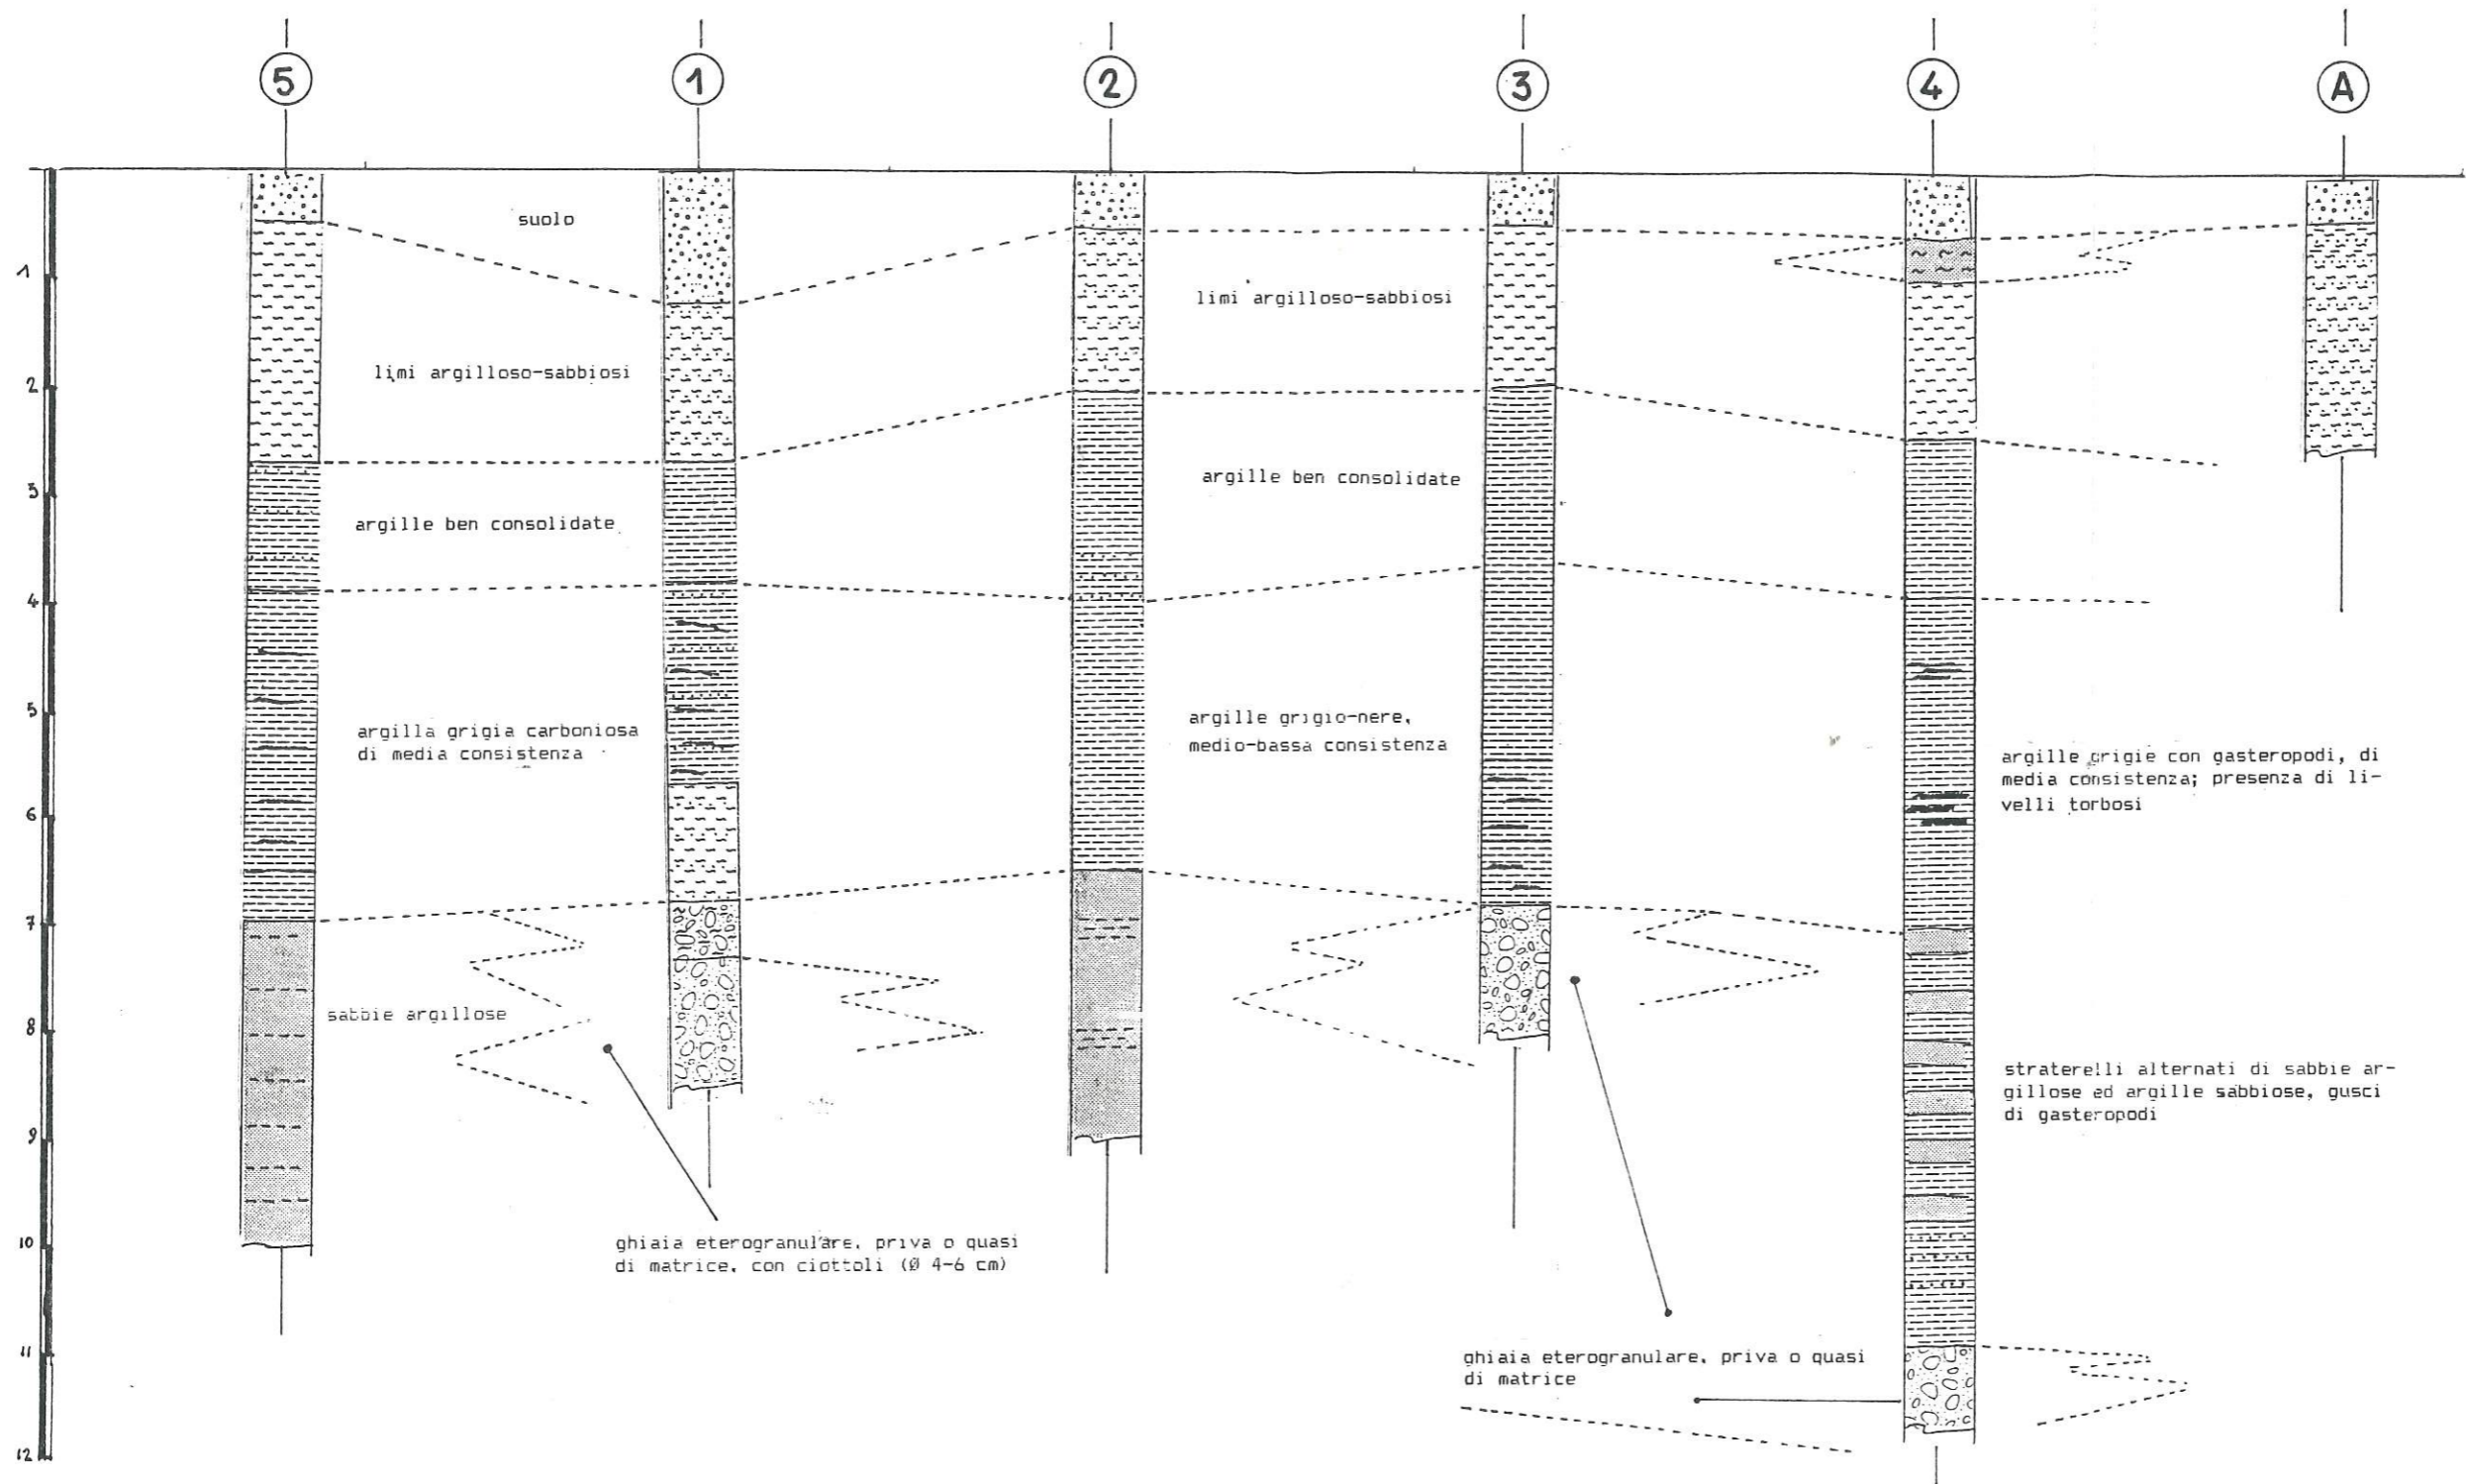 5
1
2
3
4
A
suolo
limi argilloso-sabbiosi
limi argilloso-sabbiosi
argille ben consolidate
argille ben consolidate
argilla grigia carboniosa
di media consistenza
argille grigio-nere,
medio-bassa consistenza
argille grigie con gasteropodi, di
media consistenza; presenza di li-
velli torbosi
sabbie argillose
straterelli alternati di sabbie ar-
gillose ed argille sabbiose, gusci
di gasteropodi
ghiaia eterogranulare, priva o quasi
di matrice, con ciottoli (Ø 4-6 cm)
ghiaia eterogranulare, priva o quasi
di matrice
1
2
3
4
5
6
7
8
9
10
11
12